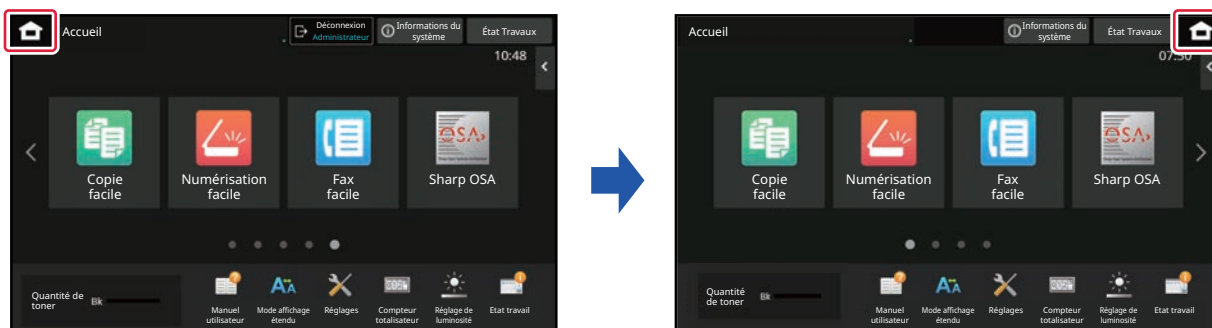 Accueil
Déconnexion
Administrateur
Informations du
système
État Travaux
10:48
OSA
Copie
facile
Numérisation
facile
Fax
facile
Sharp OSA
Quantité de
toner
Bk
Manuel
utilisateur
Mode affichage
étendu
Réglages
Compteur
totalisateur
Réglage de
luminosité
Etat travail
Accueil
Informations du
système
État Travaux
OSA
Copie
facile
Numérisation
facile
Fax
facile
Sharp OSA
Quantité
de toner
Bk
Manuel
utilisateur
Mode affichage
étendu
Réglages
Compteur
totalisateur
Réglage de
luminosité
Etat travail